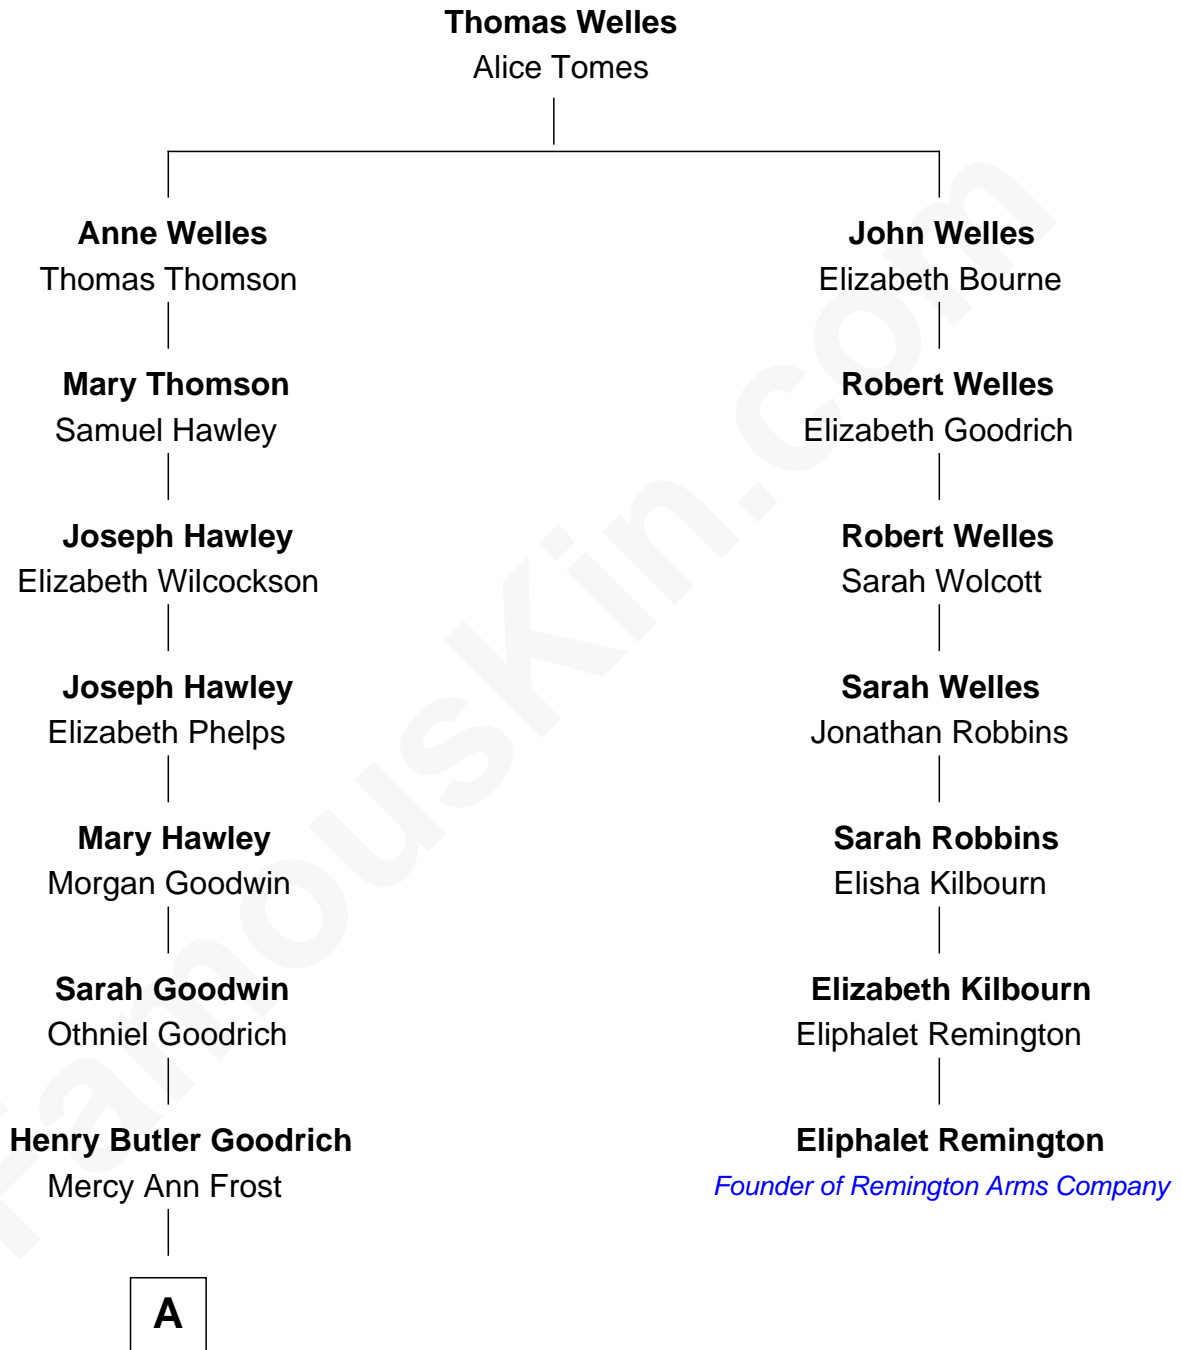 Thomas Welles
Alice Tomes
Anne Welles
Thomas Thomson
John Welles
Elizabeth Bourne
Mary Thomson
Samuel Hawley
Robert Welles
Elizabeth Goodrich
Joseph Hawley
Elizabeth Wilcockson
Robert Welles
Sarah Wolcott
Joseph Hawley
Elizabeth Phelps
Sarah Welles
Jonathan Robbins
Mary Hawley
Morgan Goodwin
Sarah Robbins
Elisha Kilbourn
Sarah Goodwin
Othniel Goodrich
Elizabeth Kilbourn
Eliphalet Remington
Henry Butler Goodrich
Mercy Ann Frost
Eliphalet Remington
Founder of Remington Arms Company
A
FamousKin.com